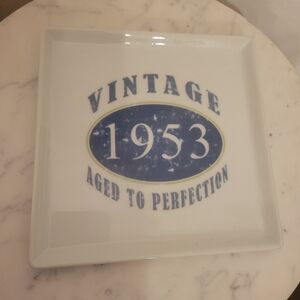 VINTAGE
1953
AGED TO PERFECTION